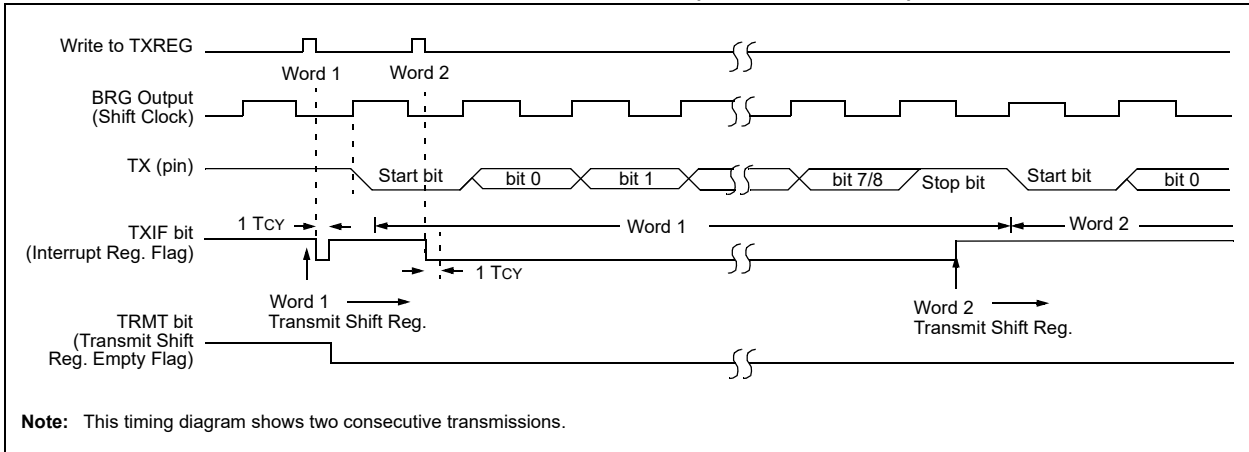 Write to TXREG
Word 1
Word 2
BRG Output
(Shift Clock)
TX (pin)
Start bit
bit 0
bit 1
bit 7/8
Stop bit
Start bit
bit 0
1 TCY
Word 1
Word 2
TXIF bit
(Interrupt Reg. Flag)
1 TCY
Word 1
Transmit Shift Reg.
Word 2
Transmit Shift Reg.
TRMT bit
(Transmit Shift
Reg. Empty Flag)
Note: This timing diagram shows two consecutive transmissions.